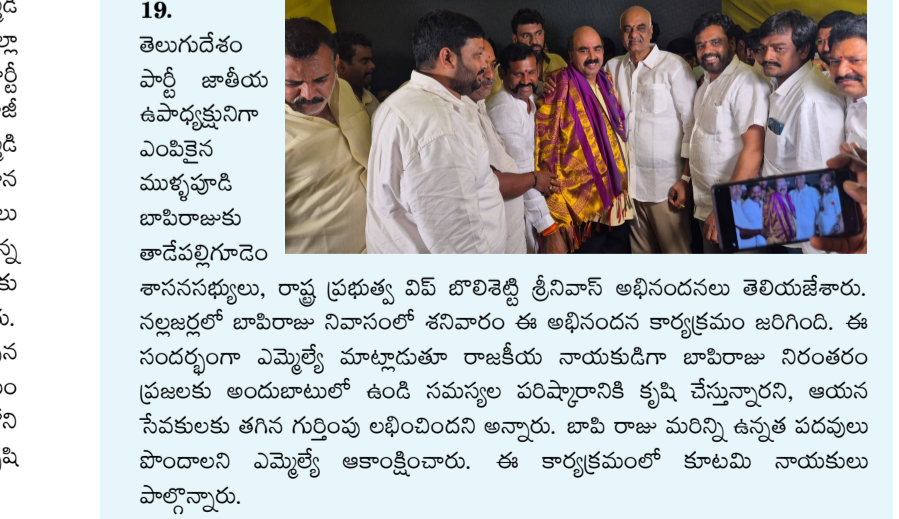 19.
తెలుగుదేశం
పార్టీ జాతీయ
ఉపాధ్యక్షునిగా
ఎంపికైన
ముళ్ళపూడి
బాపిరాజుకు
తాడేపల్లిగూడెం
శాసనసభ్యులు, రాష్ట్ర ప్రభుత్వ విప్ బొలిశెట్టి శ్రీనివాస్ అభినందనలు తెలియజేశారు.
నల్లజర్లలో బాపిరాజు నివాసంలో శనివారం ఈ అభినందన కార్యక్రమం జరిగింది. ఈ
సందర్భంగా ఎమ్మెల్యే మాట్లాడుతూ రాజకీయ నాయకుడిగా బాపిరాజు నిరంతరం
ప్రజలకు అందుబాటులో ఉండి సమస్యల పరిష్కారానికి కృషి చేస్తున్నారని, ఆయన
సేవకులకు తగిన గుర్తింపు లభించిందని అన్నారు. బాపి రాజు మరిన్ని ఉన్నత పదవులు
పొందాలని ఎమ్మెల్యే ఆకాంక్షించారు. ఈ కార్యక్రమంలో కూటమి నాయకులు
పాల్గొన్నారు.